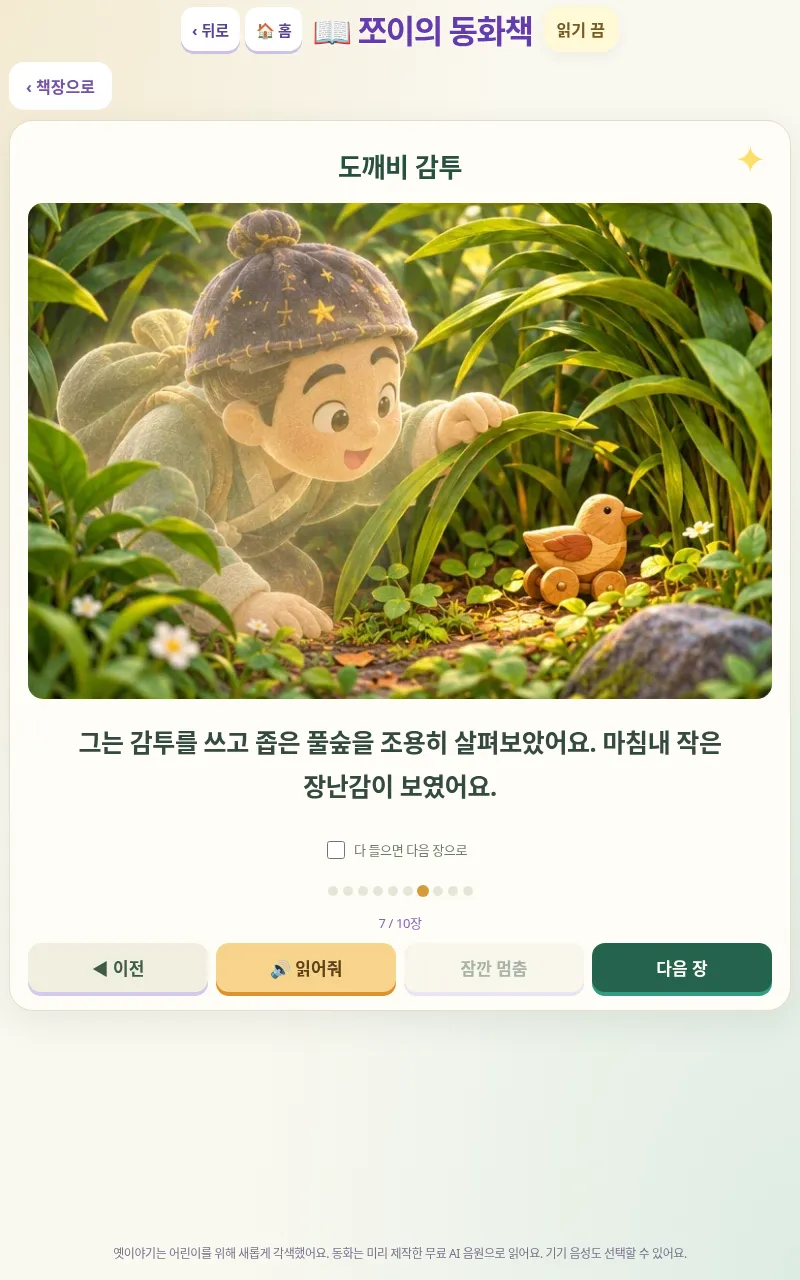 ‹ 뒤로
🏠 홈
📖 쪼이의 동화책
읽기 끔
‹ 책장으로
도깨비 감투
그는 감투를 쓰고 좁은 풀숲을 조용히 살펴보았어요. 마침내 작은
장난감이 보였어요.
다 들으면 다음 장으로
7 / 10장
◀ 이전
🔊 읽어줘
잠깐 멈춤
다음 장
옛이야기는 어린이를 위해 새롭게 각색했어요. 동화는 미리 제작한 무료 AI 음원으로 읽어요. 기기 음성도 선택할 수 있어요.